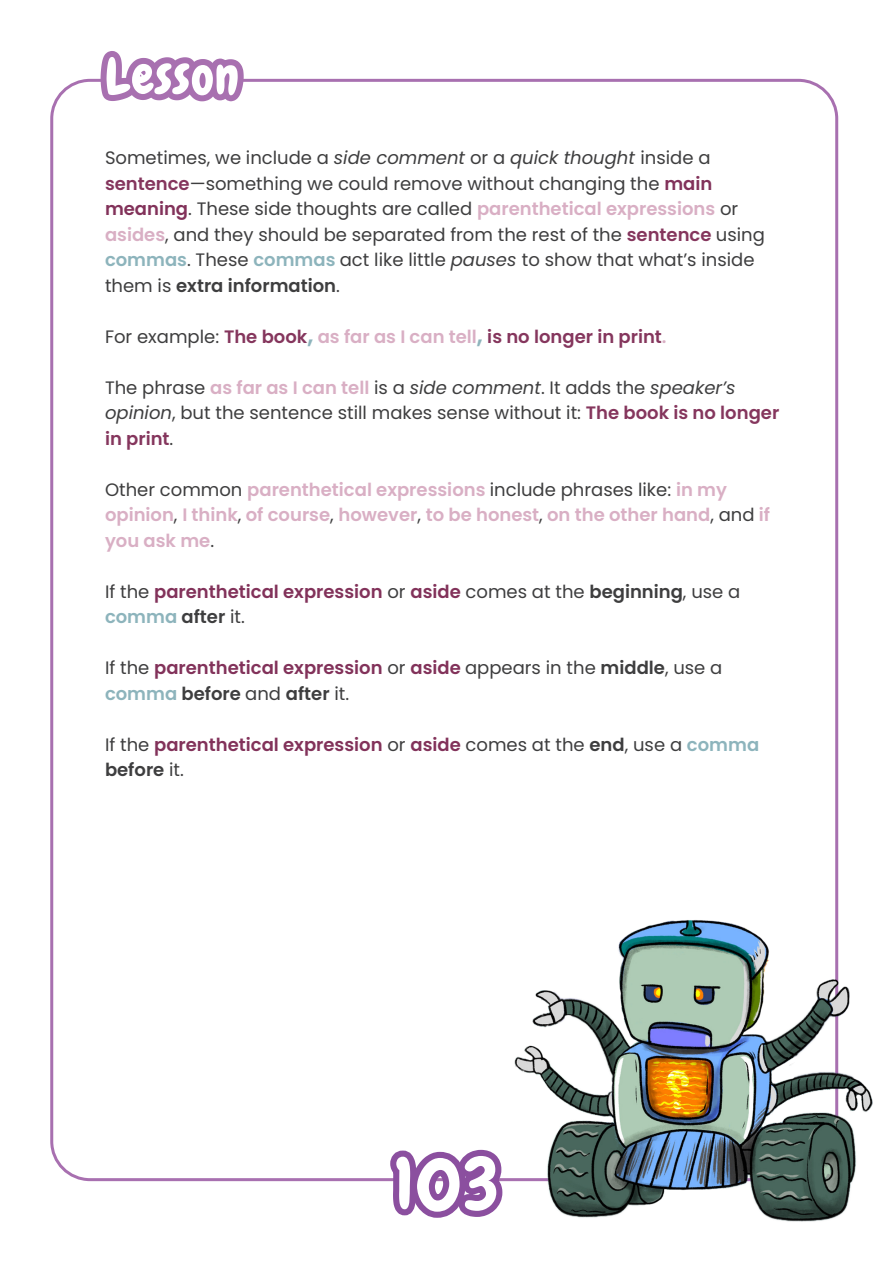 Lesson
Sometimes, we include a side comment or a quick thought inside a
sentence—something we could remove without changing the main
meaning. These side thoughts are called parenthetical expressions or
asides, and they should be separated from the rest of the sentence using
commas. These commas act like little pauses to show that what’s inside
them is extra information.
For example: The book, as far as I can tell, is no longer in print.
The phrase as far as I can tell is a side comment. It adds the speaker’s
opinion, but the sentence still makes sense without it: The book is no longer
in print.
Other common parenthetical expressions include phrases like: in my
opinion, I think, of course, however, to be honest, on the other hand, and if
you ask me.
If the parenthetical expression or aside comes at the beginning, use a
comma after it.
If the parenthetical expression or aside appears in the middle, use a
comma before and after it.
If the parenthetical expression or aside comes at the end, use a comma
before it.
103